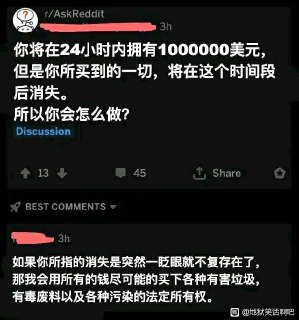 r/AskReddit
3h
你将在24小时内拥有1000000美元，
但是你所买到的一切，将在这个时间段
后消失。
所以你会怎么做？
Discussion
13
45
Share
BEST COMMENTS
3h
如果你所指的消失是突然一眨眼就不复存在了，
那我会用所有的钱尽可能的买下各种有害垃圾，
有毒废料以及各种污染的法定所有权。
@地狱笑话啊吧